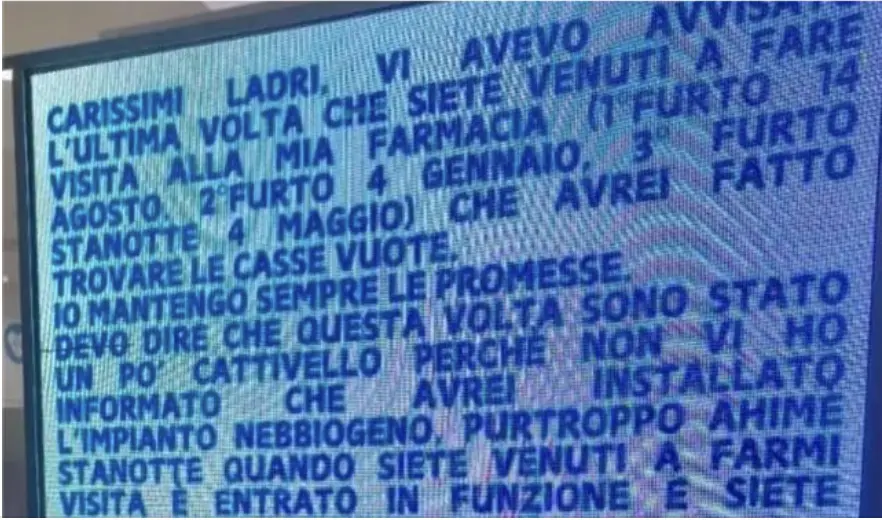 CARISSIMI LADRI, VI AVEVO
L'ULTIMA VOLTA CHE SIETE VENUTI A FARE
VISITA ALLA MIA FARMACIA (1°FURTO 14
AGOSTO, 2°FURTO 4 GENNAIO, 3° FURTO
STANOTTE 4 MAGGIO) CHE AVREI FATTO
TROVARE LE CASSE VUOTE.
IO MANTENGO SEMPRE LE PROMESSE.
DEVO DIRE CHE QUESTA VOLTA SONO STATO
UN PO' CATTIVELLO PERCHÉ NON VI HO
INFORMATO CHE AVREI INSTALLATO
L'IMPIANTO NEBBIOGENO, PURTROPPO AHIMÈ
STANOTTE QUANDO SIETE VENUTI A FARMI
VISITA È ENTRATO IN FUNZIONE E SIETE